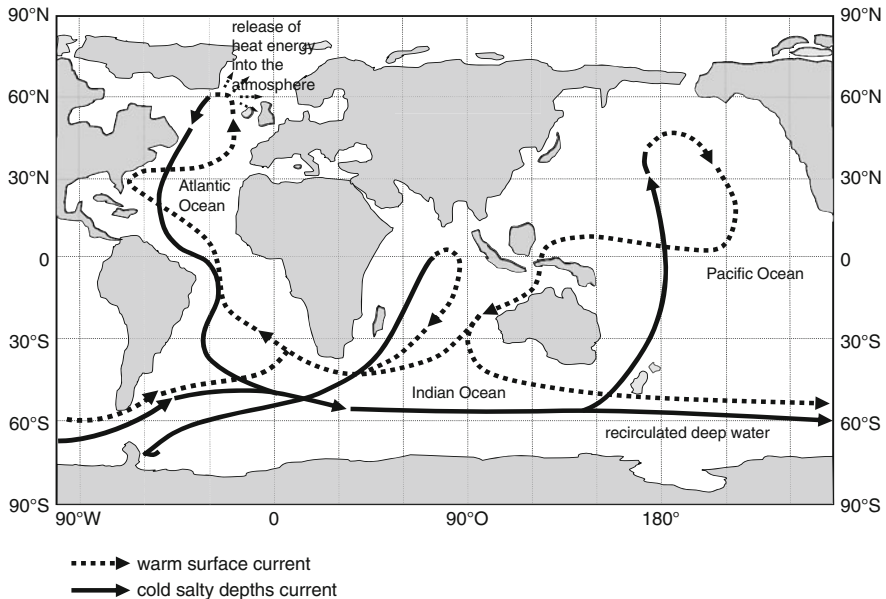 90°N
90°N
release of
heat energy
into the
atmosphere
60°N
60°N
30°N
30°N
Atlantic
Ocean
0
0
Pacific Ocean
30°S
30°S
Indian Ocean
60°S
60°S
recirculated deep water
90°S
90°S
90°W
0
90°O
180°
warm surface current
cold salty depths current